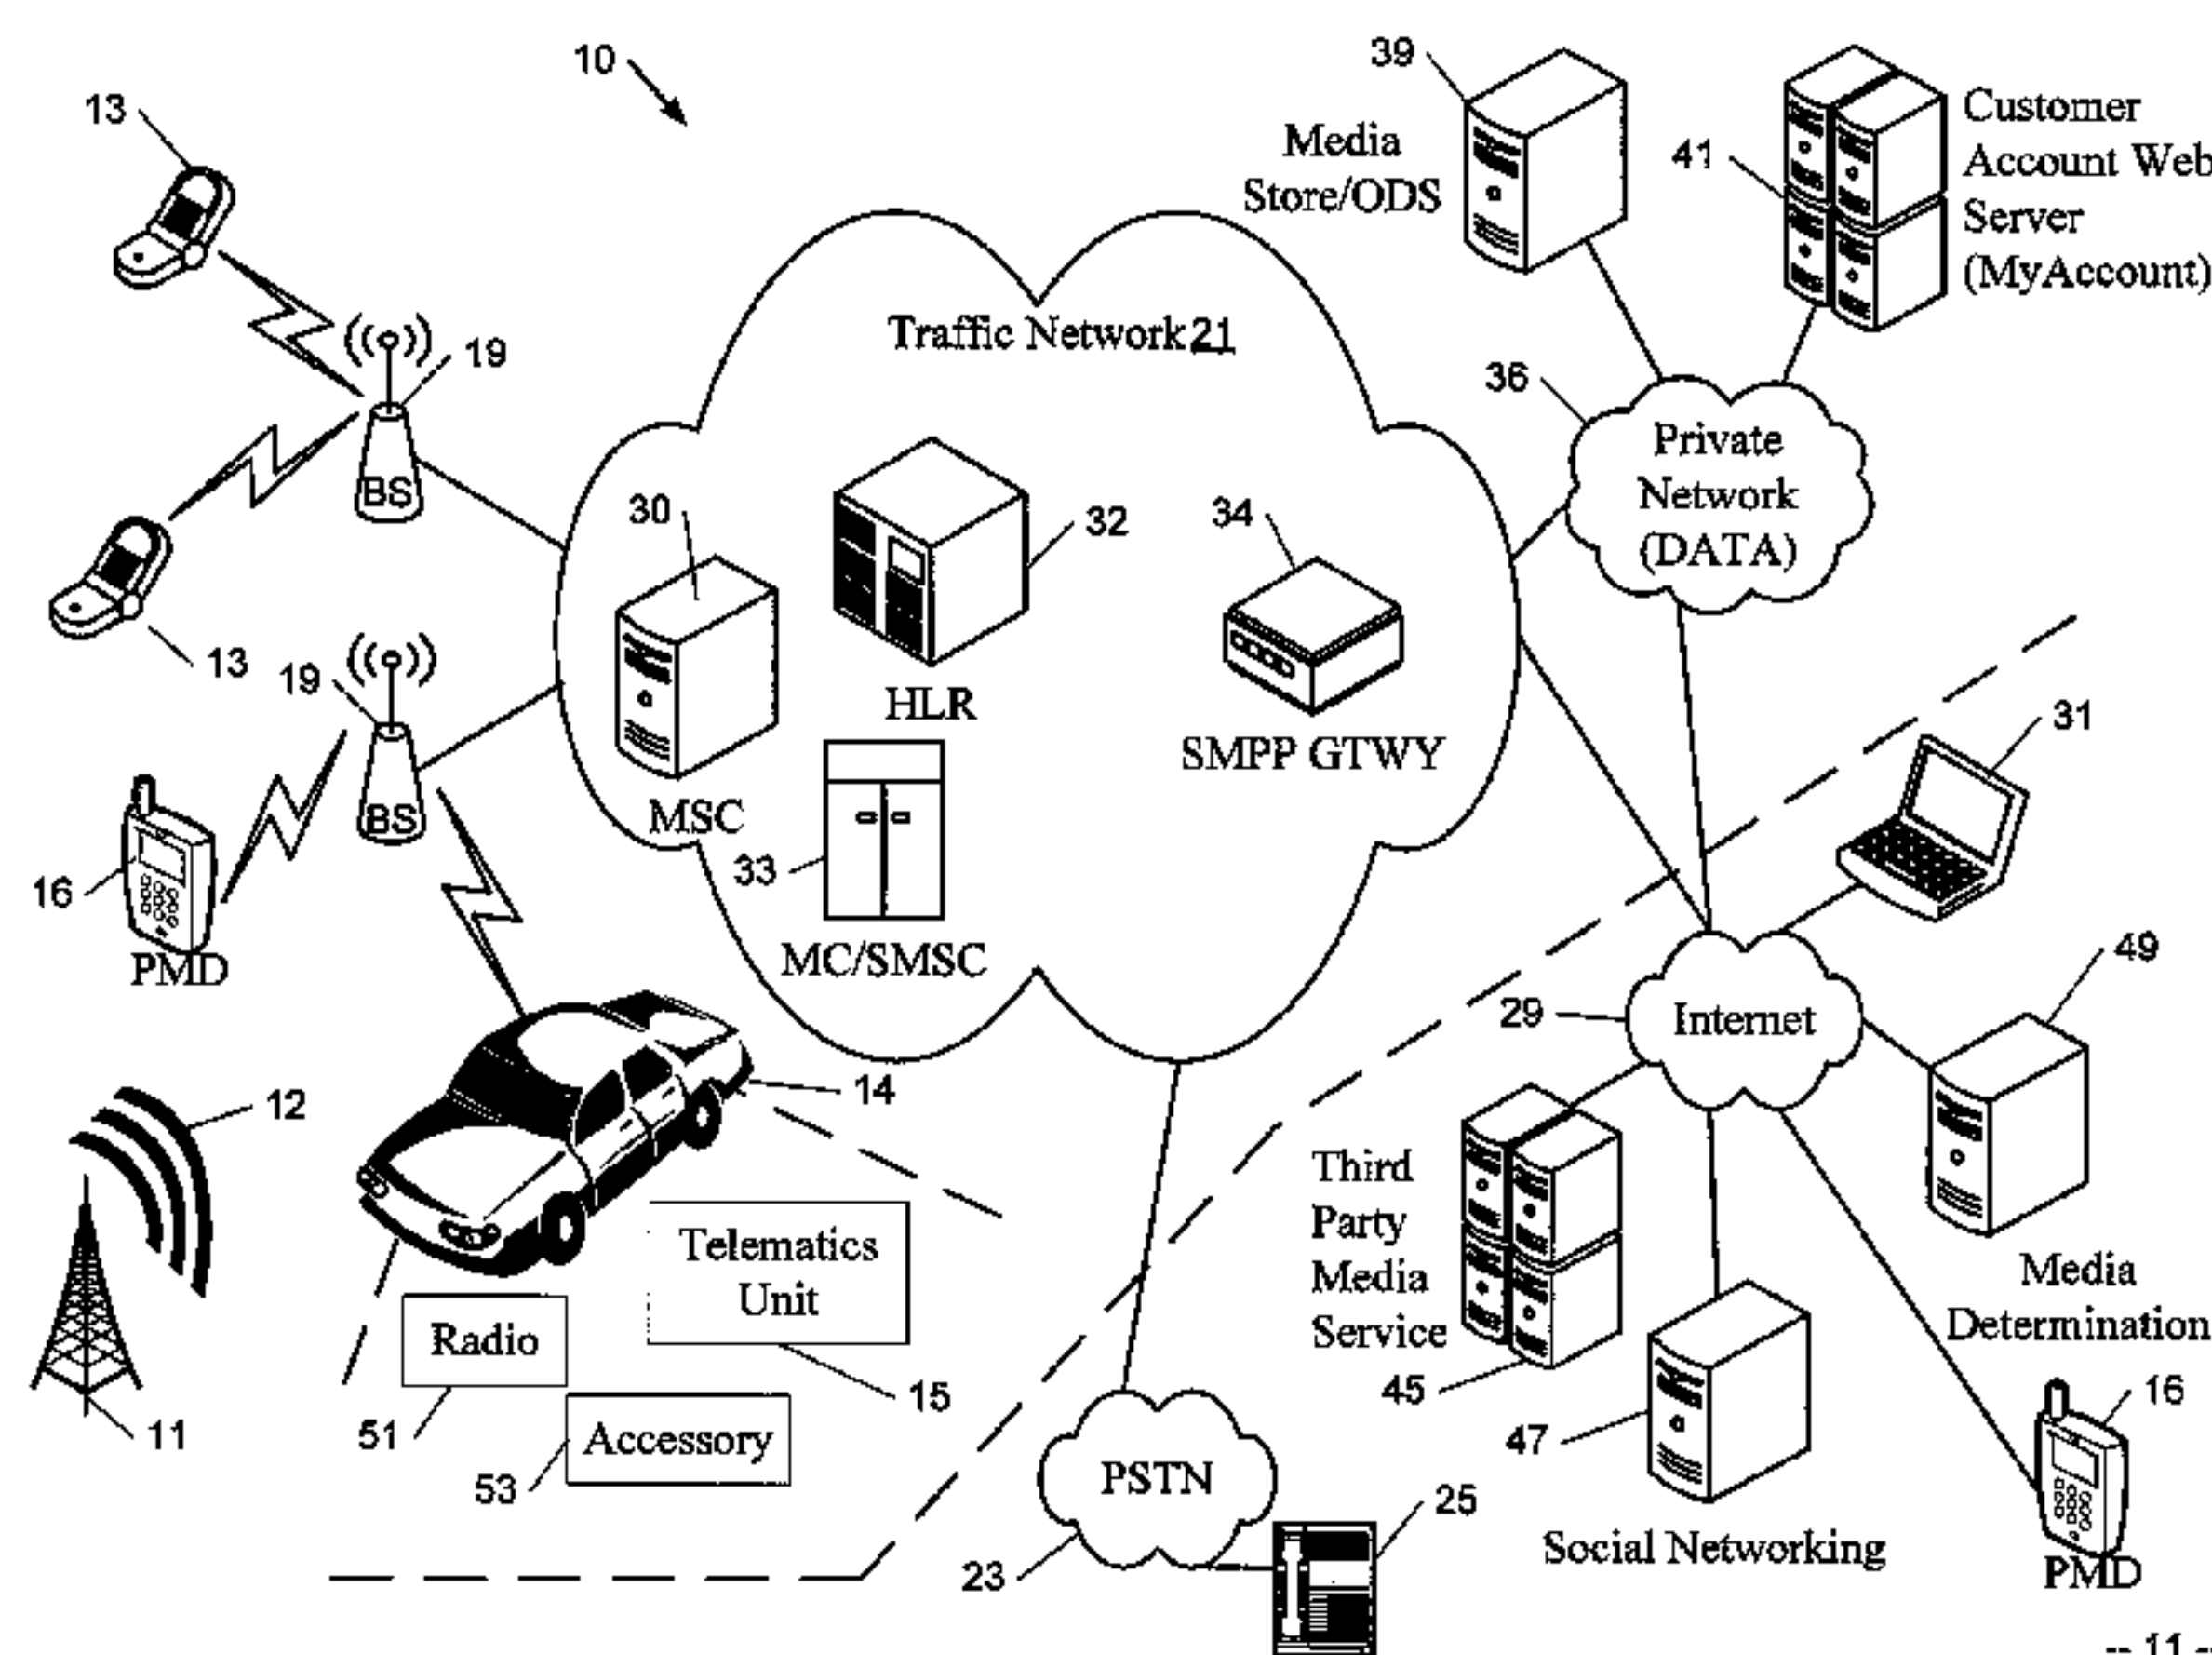 10
13
39
Media
Store/ODS
41
Customer
Account Web
Server
(MyAccount)
19
Traffic Network 21
36
Private
Network
(DATA)
BS
30
32
34
13
19
HLR
SMPP GTWY
31
BS
MSC
33
16
PMD
MC/SMSC
49
29
Internet
12
14
Telematics
Unit
Third
Party
Media
Service
Media
Determination
Radio
45
16
11
51
15
53
Accessory
PSTN
47
25
23
Social Networking
PMD
-- 11 --